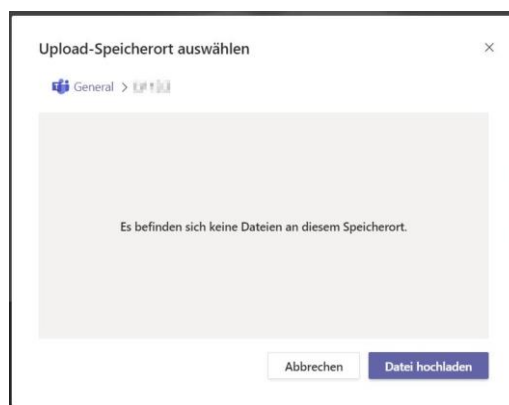 Upload-Speicherort auswählen
General >
Es befinden sich keine Dateien an diesem Speicherort.
Abbrechen Datei hochladen